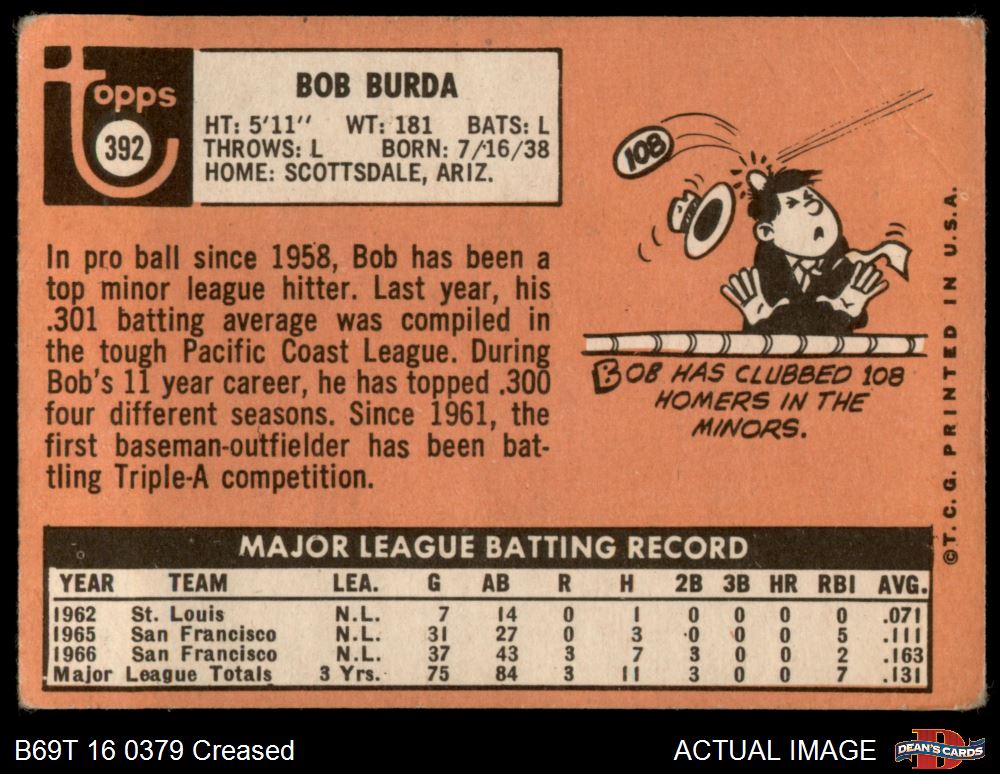 topps
392
BOB BURDA
HT: 5'11" WT: 181 BATS: L
THROWS: L BORN: 7/16/38
HOME: SCOTTSDALE, ARIZ.
In pro ball since 1958, Bob has been a
top minor league hitter. Last year, his
.301 batting average was compiled in
the tough Pacific Coast League. During
Bob's 11 year career, he has topped .300
four different seasons. Since 1961, the
first baseman-outfielder has been bat-
tling Triple-A competition.
108
BOB HAS CLUBBED 108
HOMERS IN THE
MINORS.
©T.C.G. PRINTED IN U.S.A.
MAJOR LEAGUE BATTING RECORD
YEAR TEAM LEA. G AB R H 2B 3B HR RBI AVG.
1962 St. Louis N.L. 7 14 0 1 0 0 0 0 .071
1965 San Francisco N.L. 31 27 0 3 0 0 0 5 .111
1966 San Francisco N.L. 37 43 3 7 3 0 0 2 .163
Major League Totals 3 Yrs. 75 84 3 11 3 0 0 7 .131
B69T 16 0379 Creased
ACTUAL IMAGE
D
DEAN'S CARDS